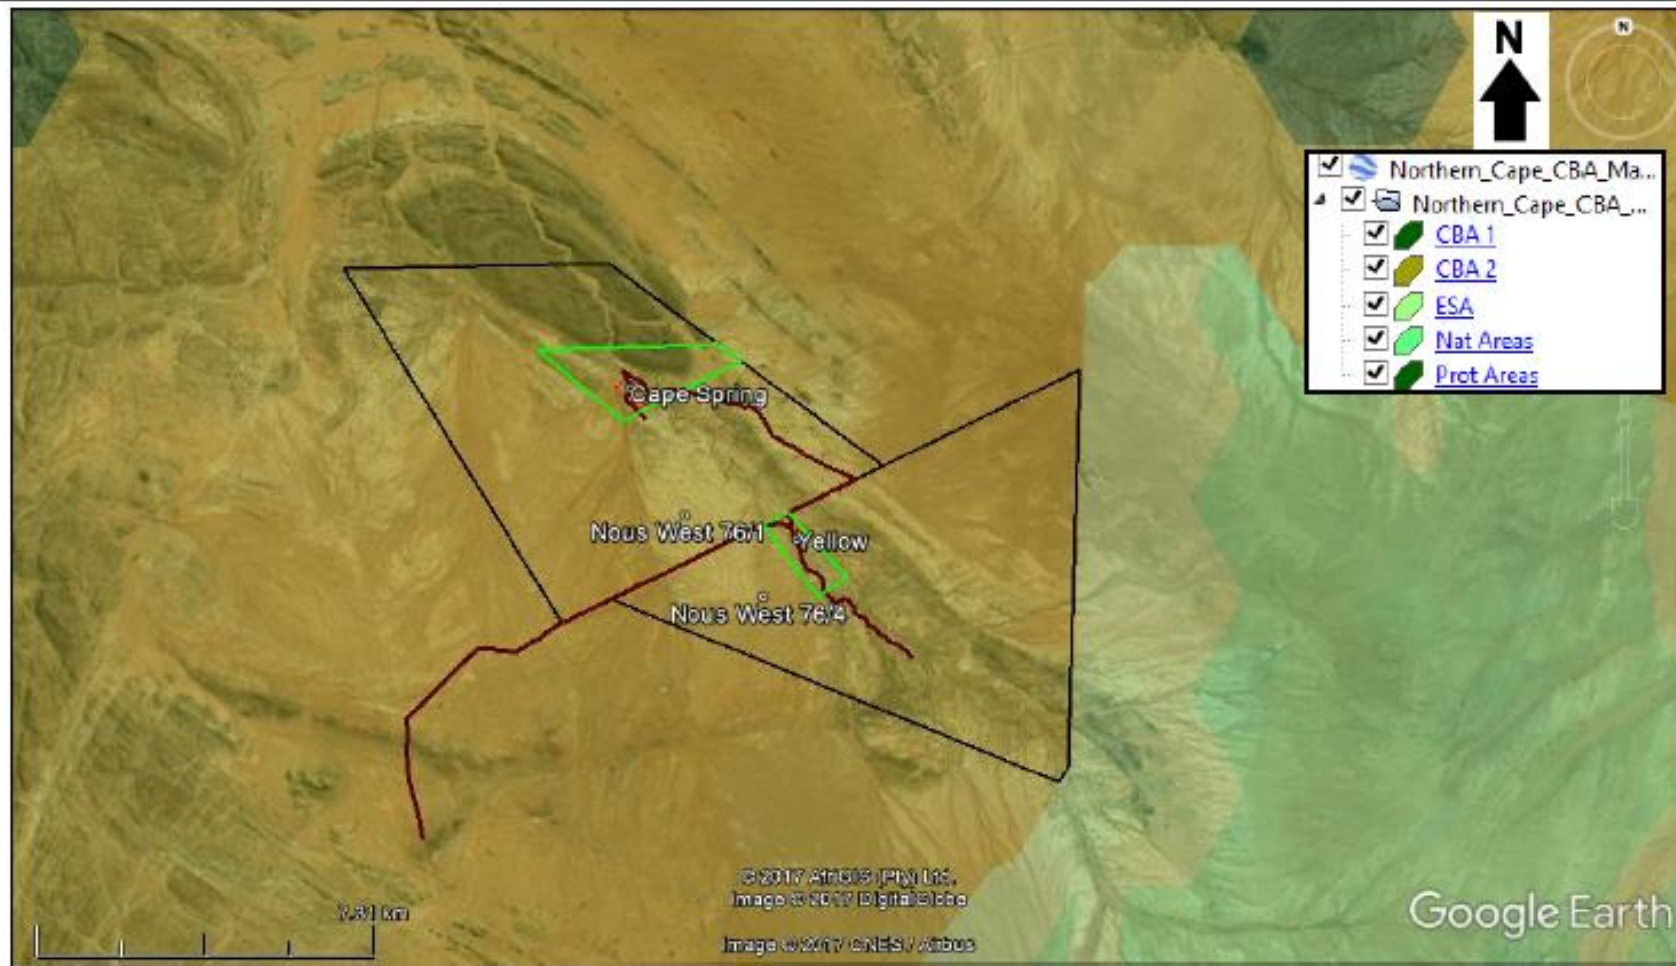 N
N
Northern_Cape_CBA_Ma...
Northern_Cape_CBA_...
CBA 1
CBA 2
ESA
Nat Areas
Prot Areas
Cape Spring
Nous West 76/1
Yellow
Nous West 76/4
© 2017 AfriGIS (Pty) Ltd.
Image © 2017 DigitalGlobe
Image © 2017 CNES / Airbus
Google Earth